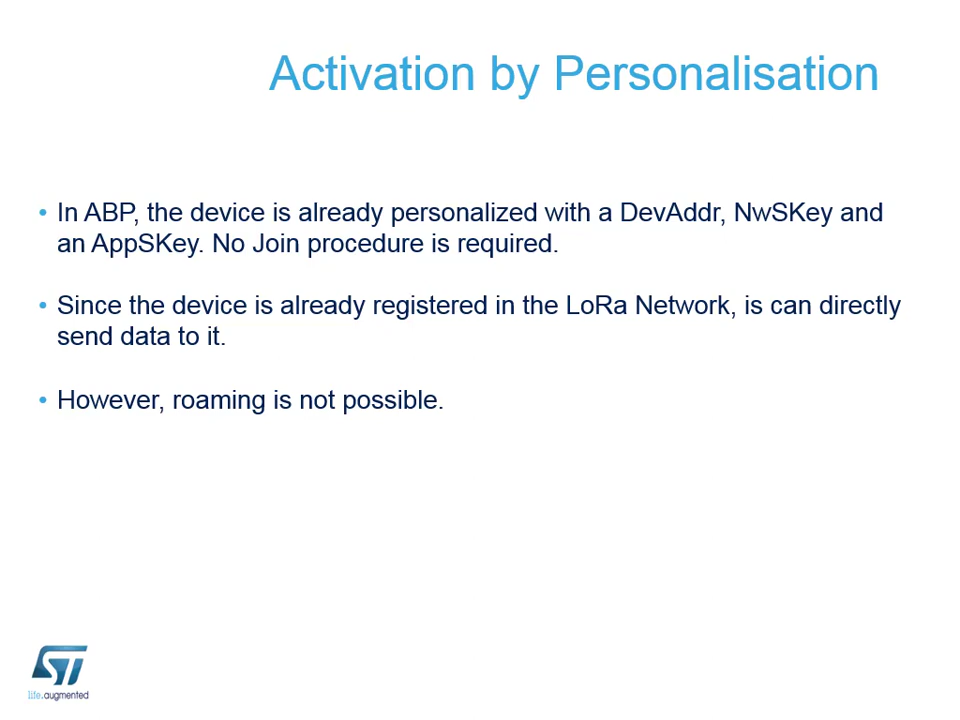 Activation by Personalisation
• In ABP, the device is already personalized with a DevAddr, NwSKey and
an AppSKey. No Join procedure is required.
• Since the device is already registered in the LoRa Network, is can directly
send data to it.
• However, roaming is not possible.
ST
life.augmented